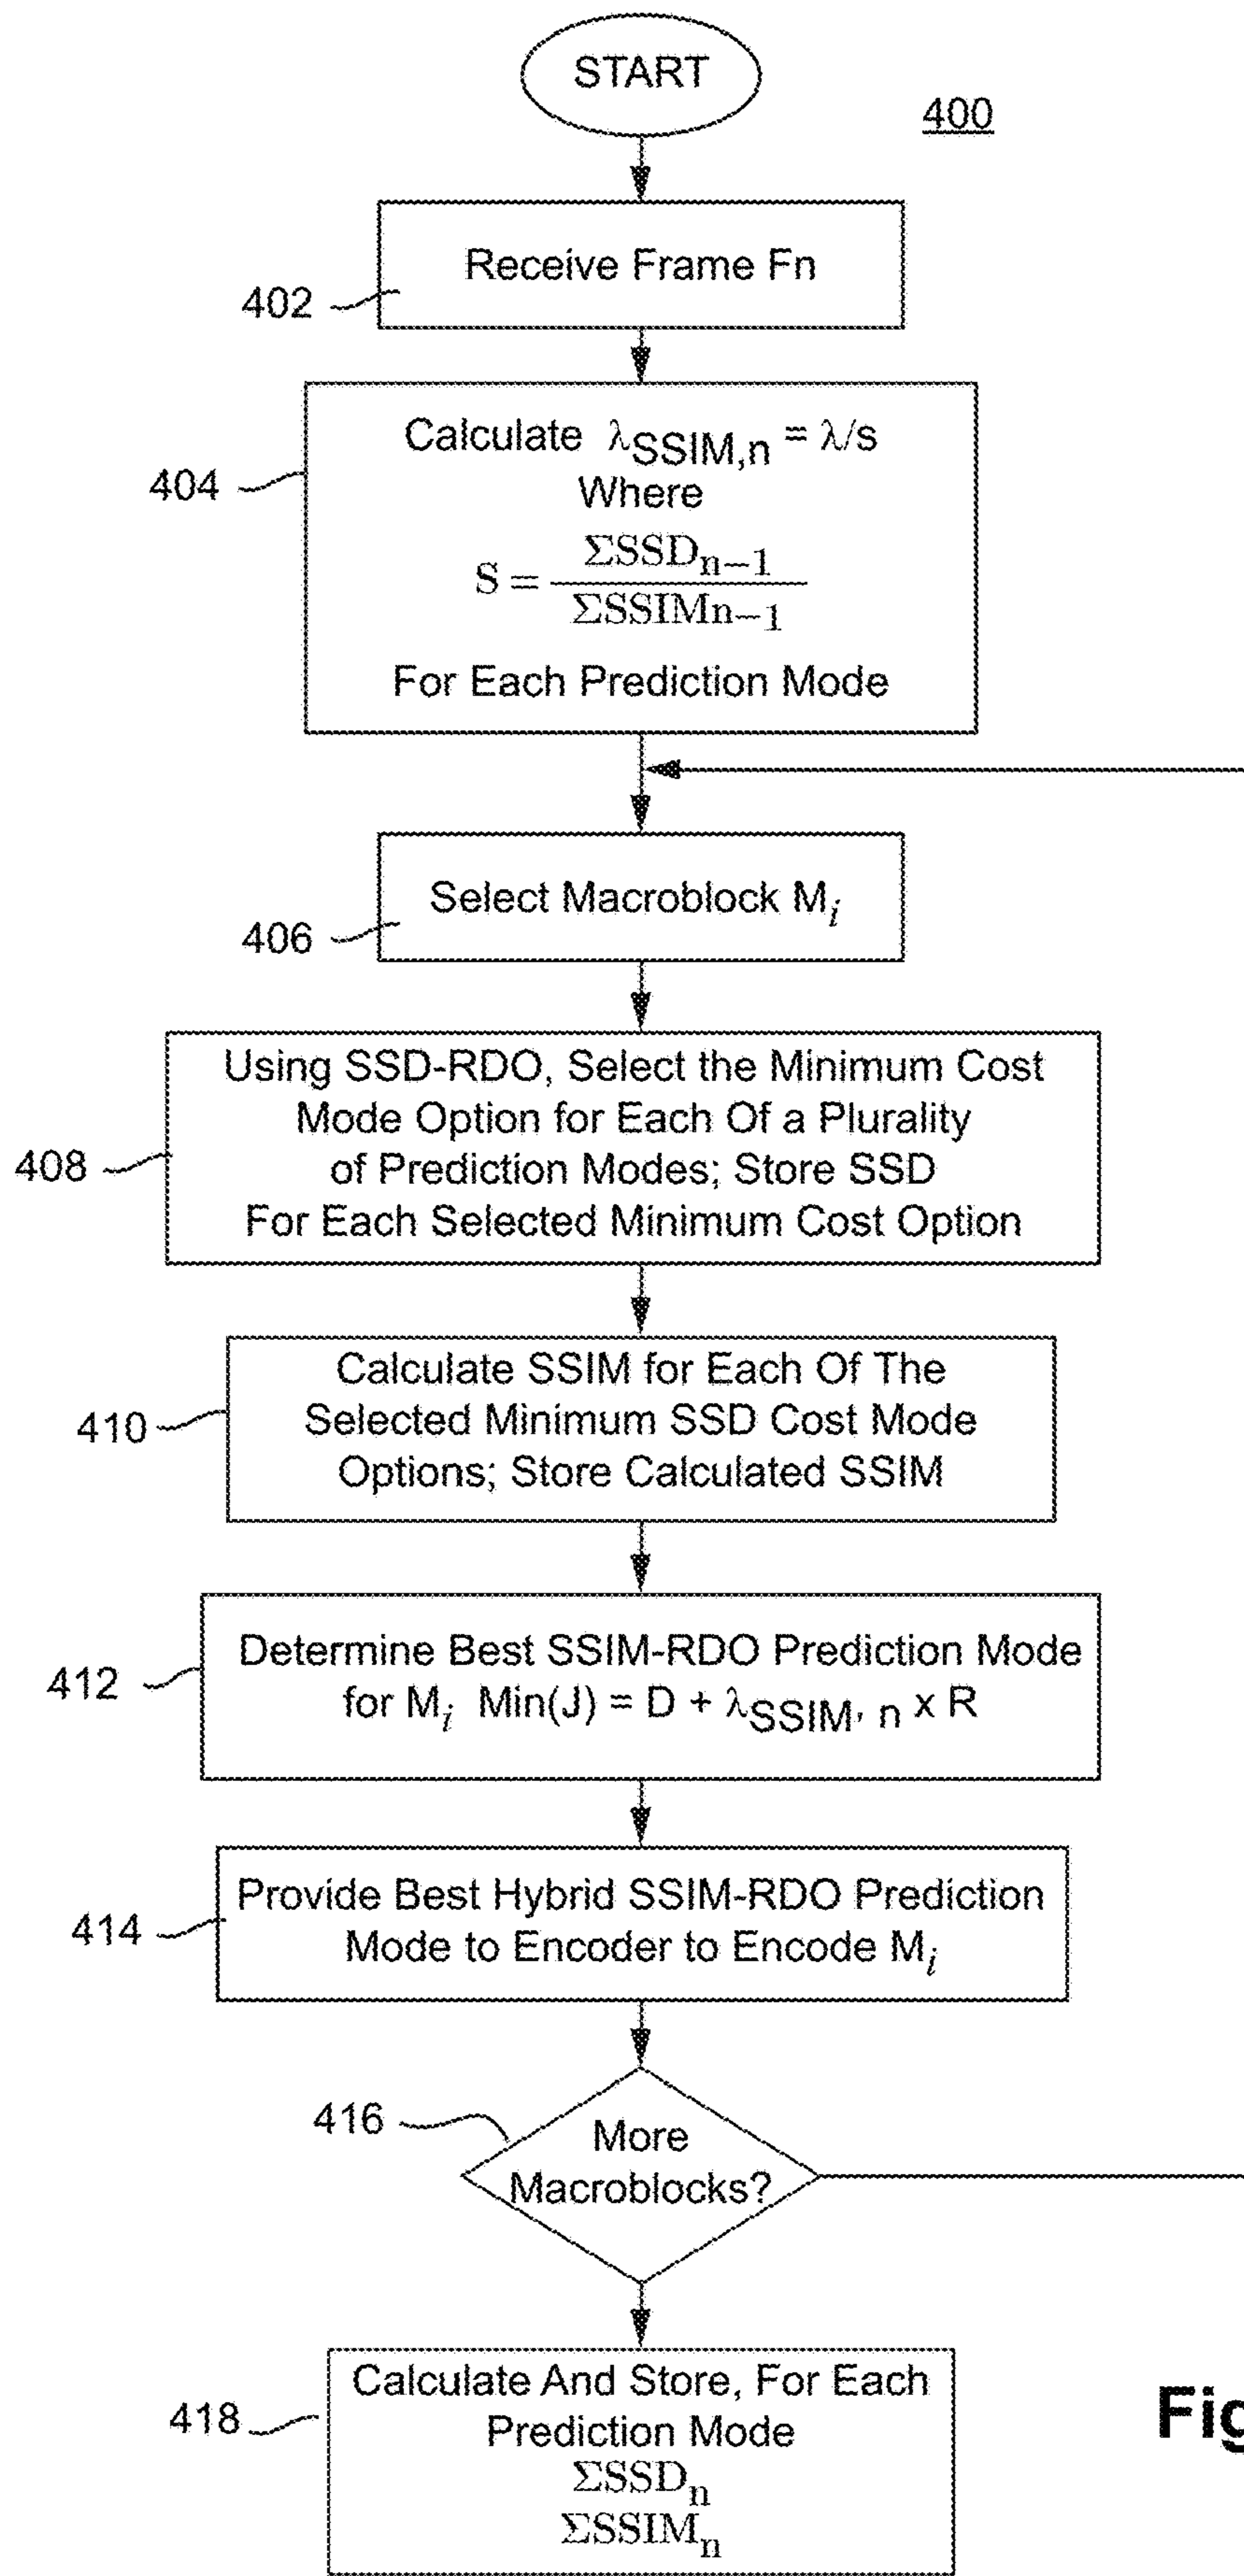 START
400
Receive Frame Fn
402
Calculate λSSIM,n = λ/s
404
Where
S = ΣSSDn−1
ΣSSIMn−1
For Each Prediction Mode
Select Macroblock Mi
406
Using SSD-RDO, Select the Minimum Cost
Mode Option for Each Of a Plurality
408
of Prediction Modes; Store SSD
For Each Selected Minimum Cost Option
Calculate SSIM for Each Of The
410
Selected Minimum SSD Cost Mode
Options; Store Calculated SSIM
Determine Best SSIM-RDO Prediction Mode
412
for Mi Min(J) = D + λSSIM, n x R
Provide Best Hybrid SSIM-RDO Prediction
414
Mode to Encoder to Encode Mi
416
More
Macroblocks?
Calculate And Store, For Each
418
Prediction Mode
ΣSSDn
ΣSSIMn